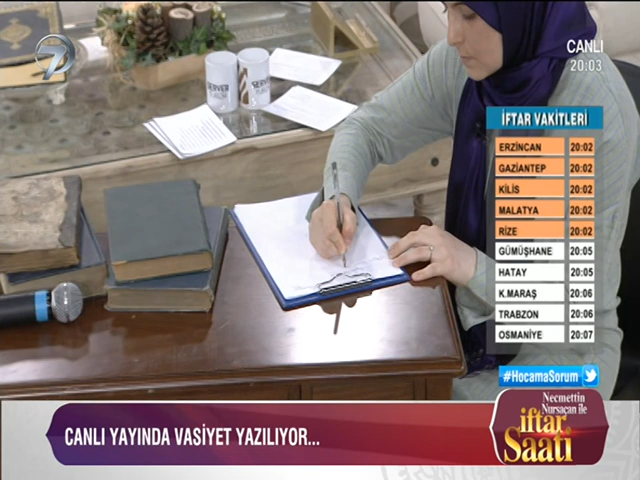 7
CANLI
20:03
SERVER
İFTAR VAKİTLERİ
ERZİNCAN 20:02
GAZİANTEP 20:02
KİLİS 20:02
MALATYA 20:02
RİZE 20:02
GÜMÜŞHANE 20:05
HATAY 20:05
K.MARAŞ 20:06
TRABZON 20:06
OSMANİYE 20:07
#HocamaSorum
CANLI YAYINDA VASİYET YAZILIYOR...
Necmettin
Nursaçan ile
iftar
Saati